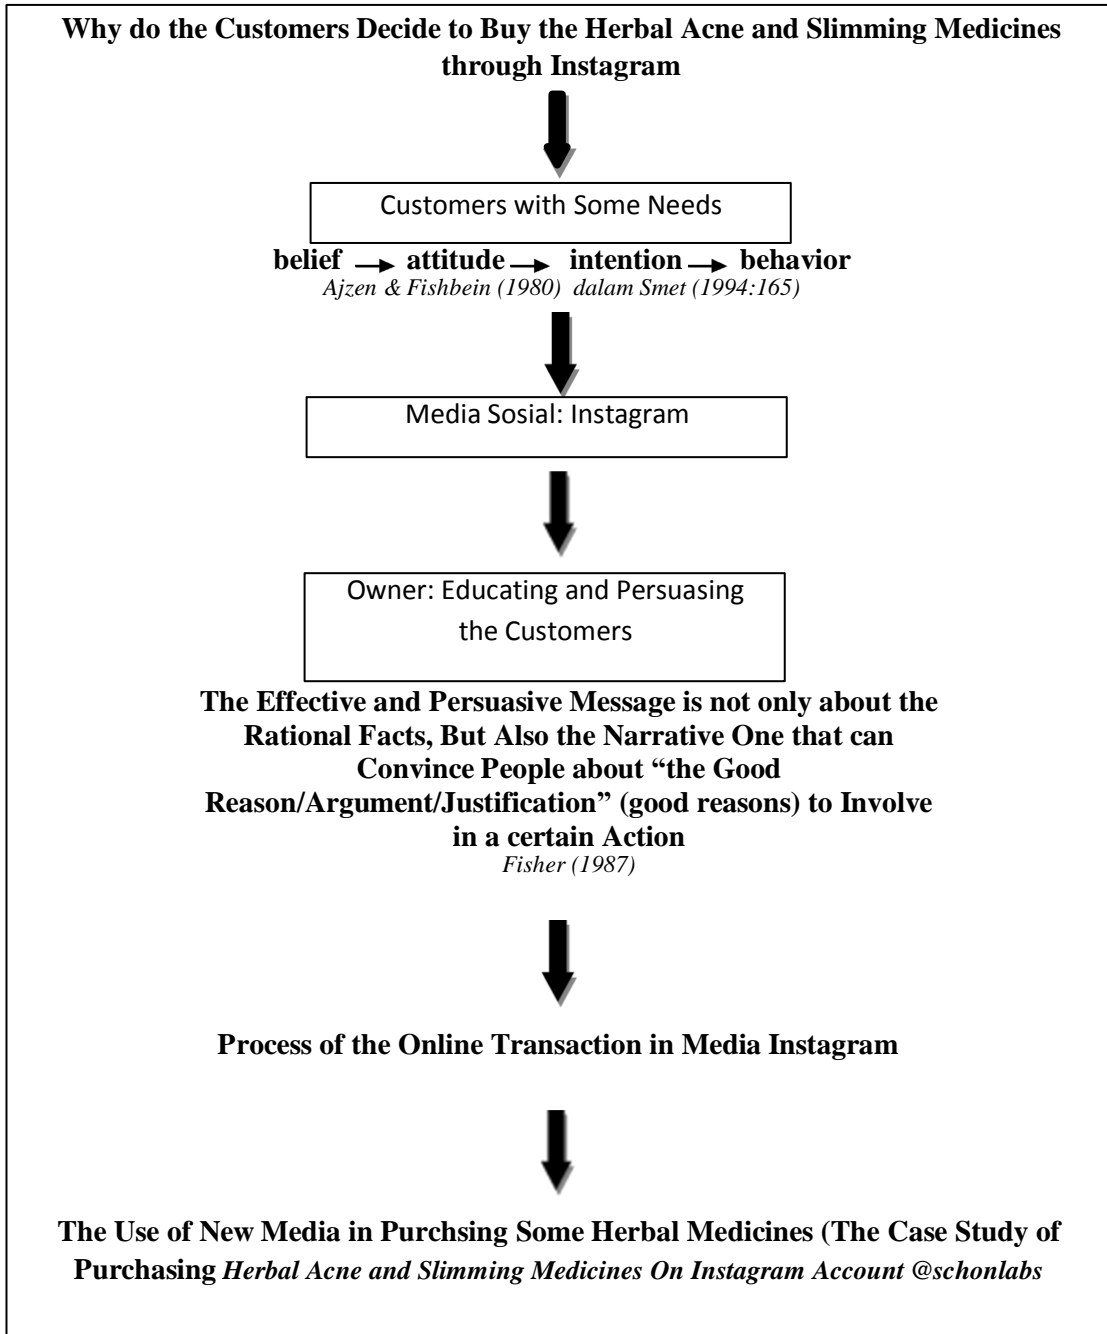 Why do the Customers Decide to Buy the Herbal Acne and Slimming Medicines
through Instagram
Customers with Some Needs
belief attitude intention behavior
Ajzen & Fishbein (1980) dalam Smet (1994:165)
Media Sosial: Instagram
Owner: Educating and Persuasing
the Customers
The Effective and Persuasive Message is not only about the
Rational Facts, But Also the Narrative One that can
Convince People about “the Good
Reason/Argument/Justification” (good reasons) to Involve
in a certain Action
Fisher (1987)
Process of the Online Transaction in Media Instagram
The Use of New Media in Purchsing Some Herbal Medicines (The Case Study of
Purchasing Herbal Acne and Slimming Medicines On Instagram Account @schonlabs